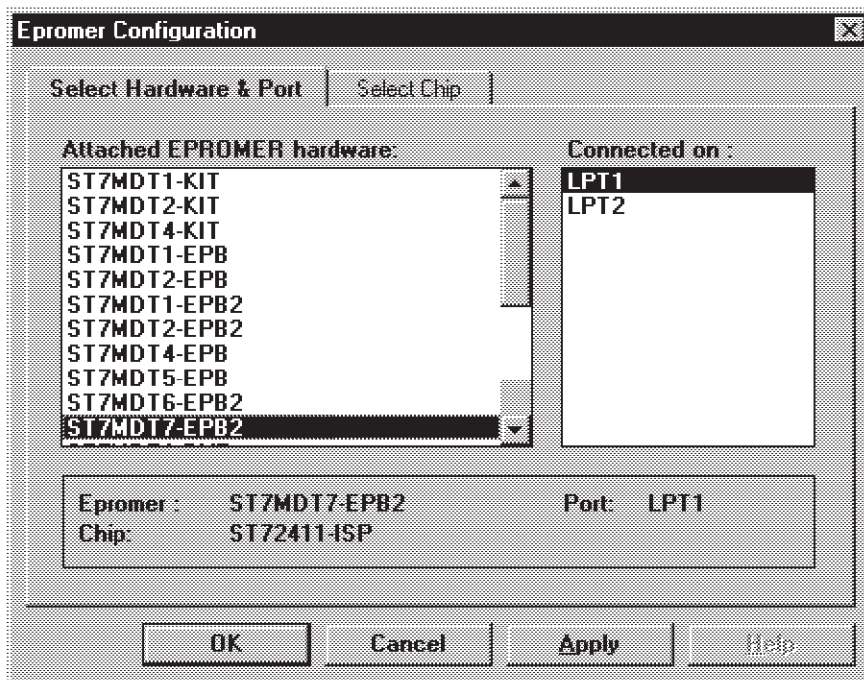 Epromer Configuration
Select Hardware & Port
Select Chip
Attached EPROMER hardware:
ST7MDT1-KIT
ST7MDT2-KIT
ST7MDT4-KIT
ST7MDT1-EPB
ST7MDT2-EPB
ST7MDT1-EPB2
ST7MDT2-EPB2
ST7MDT4-EPB
ST7MDT5-EPB
ST7MDT6-EPB2
ST7MDT7-EPB2
Connected on :
LPT1
LPT2
Epromer : ST7MDT7-EPB2 Port: LPT1
Chip: ST72411-ISP
OK Cancel Apply Help